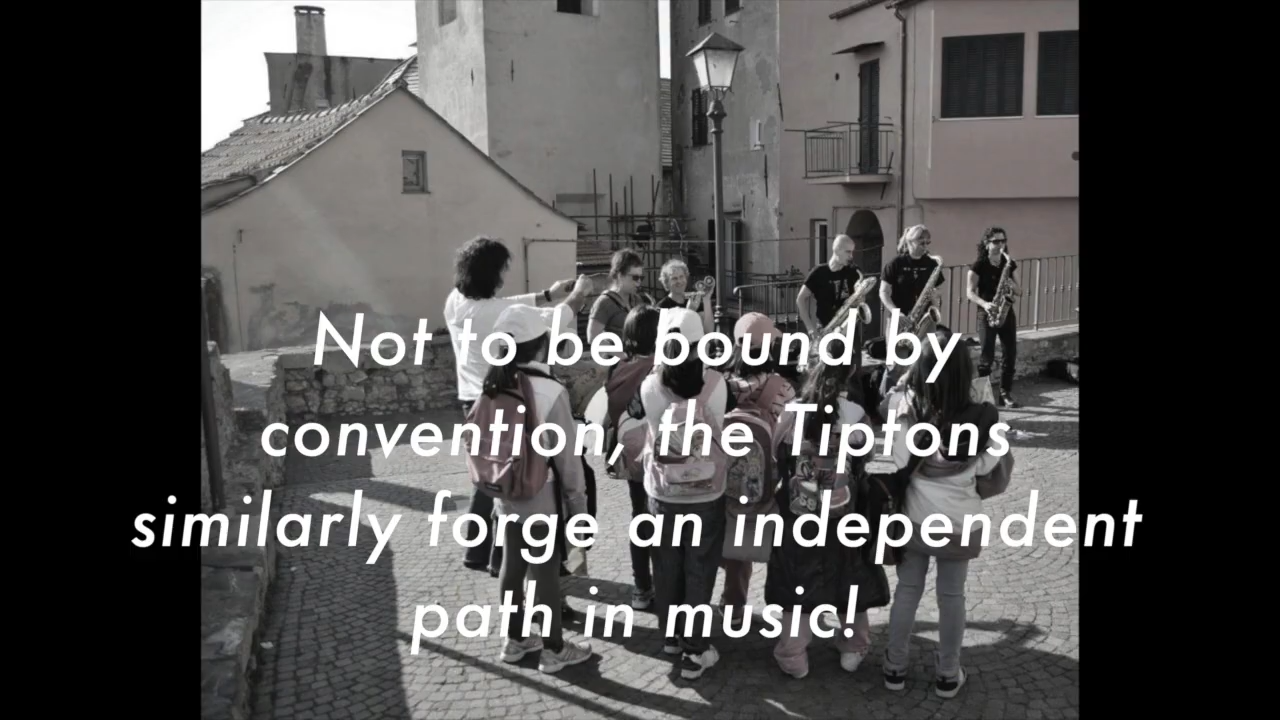 Not to be bound by
convention, the Tiptons
similarly forge an independent
path in music!